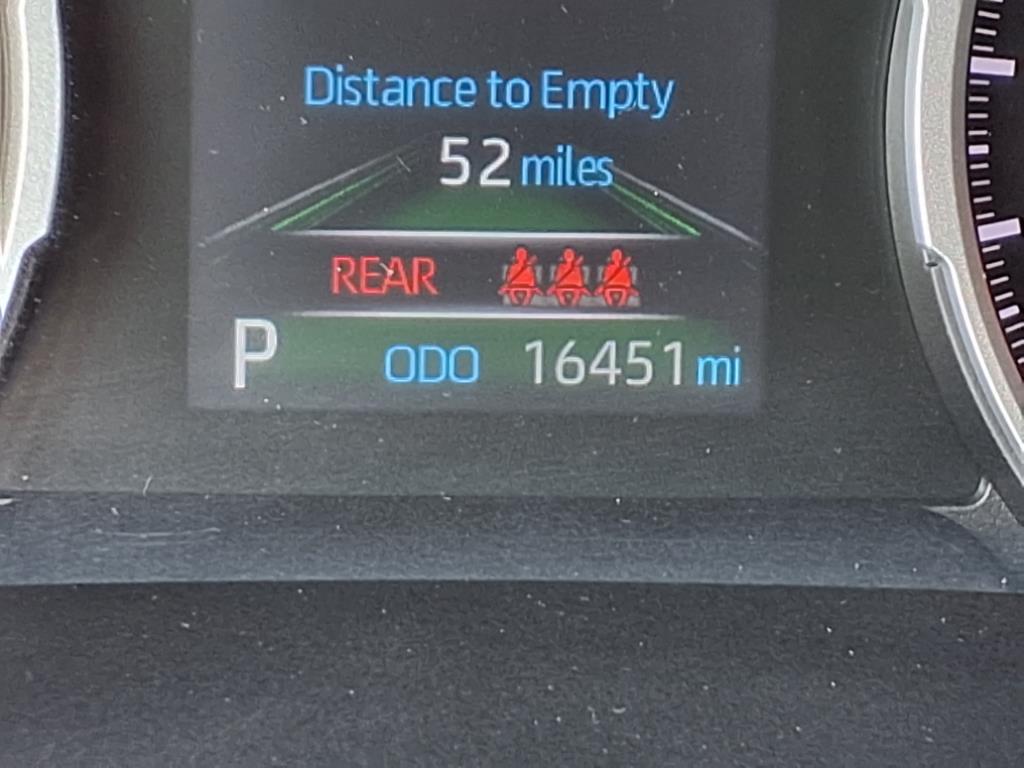 Distance to Empty
52 miles
REAR
P ODO 16451 mi